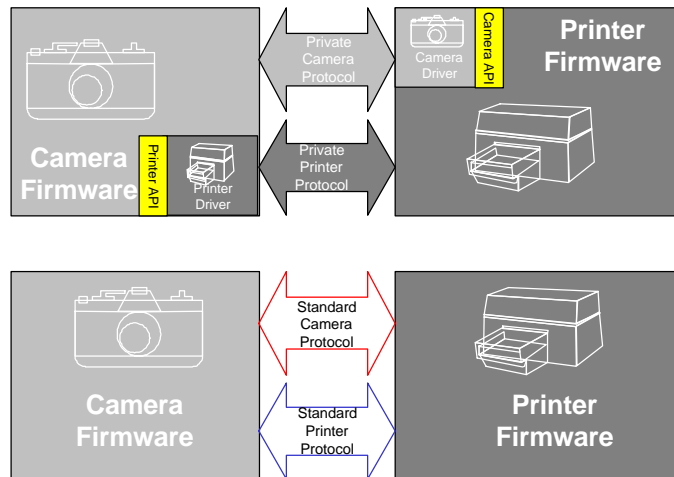 Private
Camera
Protocol
Camera
Driver
Camera API
Printer
Firmware
Camera
Firmware
Printer API
Printer
Driver
Private
Printer
Protocol
Standard
Camera
Protocol
Camera
Firmware
Standard
Printer
Protocol
Printer
Firmware